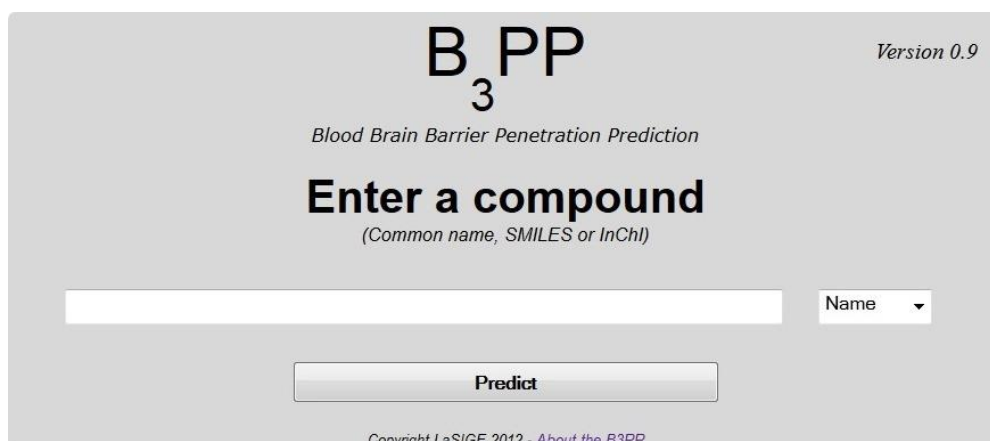 B3PP
Version 0.9
Blood Brain Barrier Penetration Prediction
Enter a compound
(Common name, SMILES or InChI)
Name
Predict
Copyright LaSIGE 2012 - About the B3PP